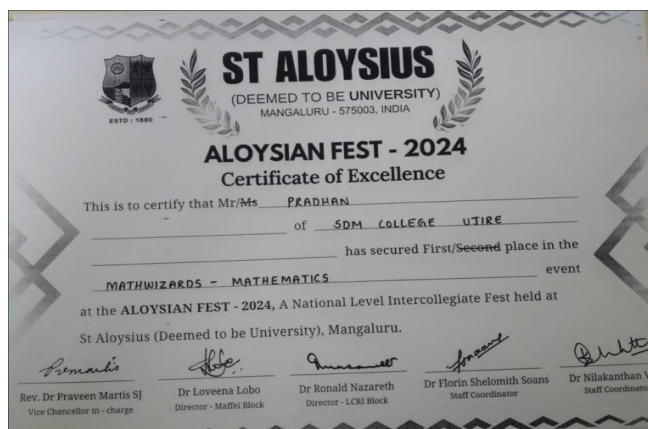 ST ALOYSIUS
(DEEMED TO BE UNIVERSITY)
MANGALURU - 575003, INDIA
ESTD : 1880
ALOYSIAN FEST - 2024
Certificate of Excellence
This is to certify that Mr/Ms PRADHAN
of SDM COLLEGE UJIRE
has secured First/Second place in the
MATHWIZARDS - MATHEMATICS event
at the ALOYSIAN FEST - 2024, A National Level Intercollegiate Fest held at
St Aloysius (Deemed to be University), Mangaluru.
Rev. Dr Praveen Martis SJ Dr Loveena Lobo Dr Ronald Nazareth Dr Florin Shelomith Soans Dr Nilakanthan V
Vice Chancellor in - charge Director - Maffei Block Director - LCRI Block Staff Coordinator Staff Coordinato